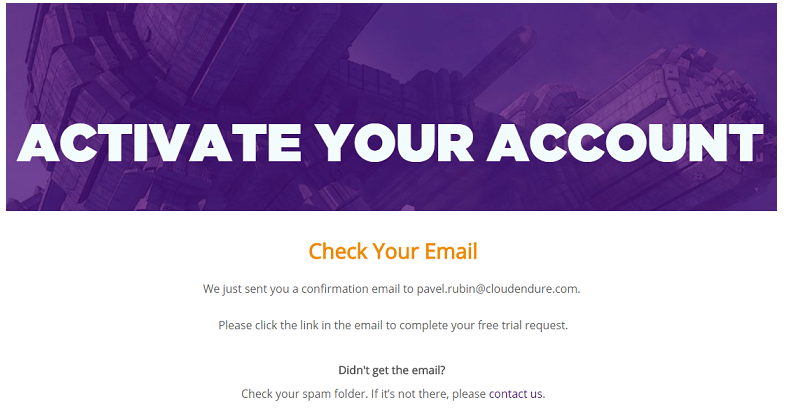 ACTIVATE YOUR ACCOUNT
Check Your Email
We just sent you a confirmation email to pavel.rubin@cloudendure.com.
Please click the link in the email to complete your free trial request.
Didn't get the email?
Check your spam folder. If it’s not there, please contact us.